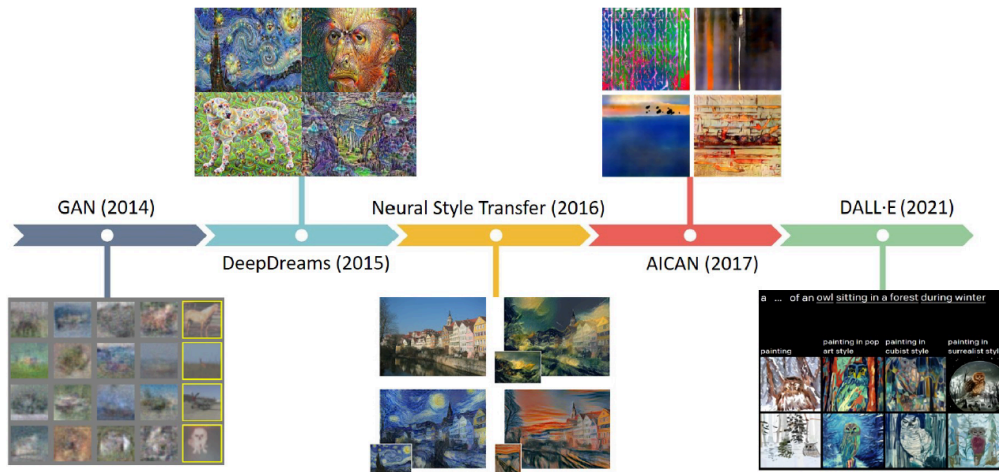 GAN (2014)
DeepDreams (2015)
Neural Style Transfer (2016)
AICAN (2017)
DALL·E (2021)
a ... of an owl sitting in a forest during winter
painting
painting in pop
art style
painting in
cubist style
painting in
surrealist styl